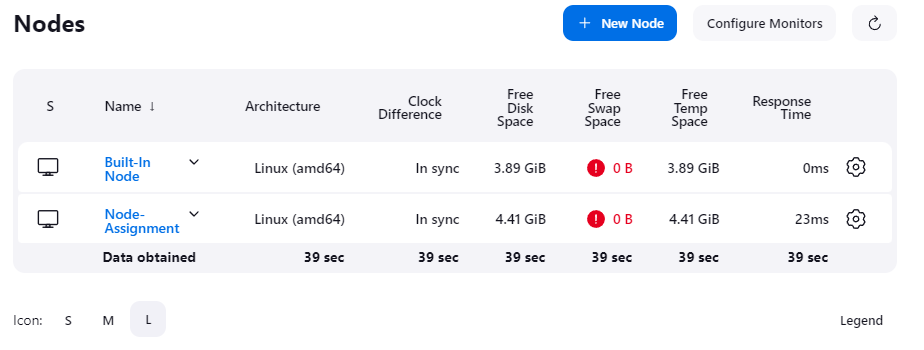 Nodes
+ New Node
Configure Monitors
S
Name ↓
Architecture
Clock
Difference
Free
Disk
Space
Free
Swap
Space
Free
Temp
Space
Response
Time
Built-In
Node
Linux (amd64)
In sync
3.89 GiB
! 0 B
3.89 GiB
0ms
Node-
Assignment
Linux (amd64)
In sync
4.41 GiB
! 0 B
4.41 GiB
23ms
Data obtained
39 sec
39 sec
39 sec
39 sec
39 sec
39 sec
Icon:
S
M
L
Legend